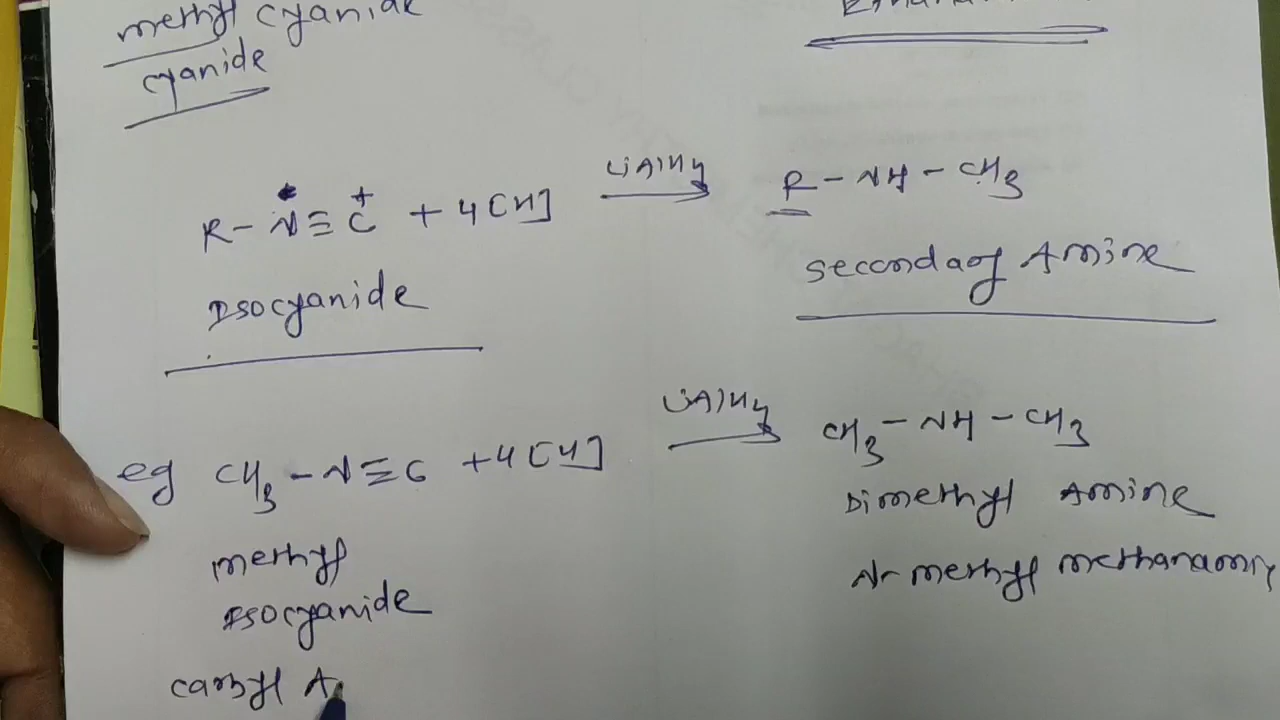 methyl cyanide
cyanide
R-N≡C + 4[H] LiAlH4 R-NH-CH3
+
Isocyanide
secondary Amine
eg CH3-N≡C +4[H] LiAlH4 CH3-NH-CH3
methyl
Isocyanide
Dimethyl Amine
N-methyl methanamin
carbyl A